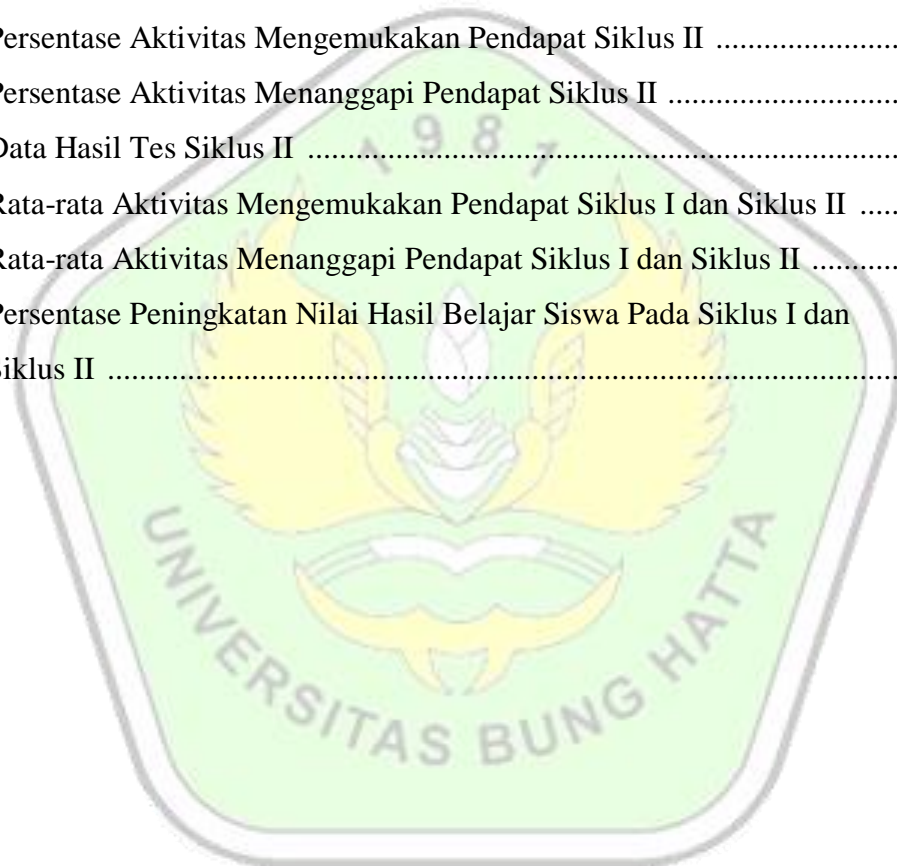 Persentase Aktivitas Mengemukakan Pendapat Siklus II .......................
Persentase Aktivitas Menanggapi Pendapat Siklus II .............................
Data Hasil Tes Siklus II ..........................................................................
Rata-rata Aktivitas Mengemukakan Pendapat Siklus I dan Siklus II .....
Rata-rata Aktivitas Menanggapi Pendapat Siklus I dan Siklus II ...........
Persentase Peningkatan Nilai Hasil Belajar Siswa Pada Siklus I dan
Siklus II ....................................................................................................
1981
UNIVERSITAS BUNG HATTA